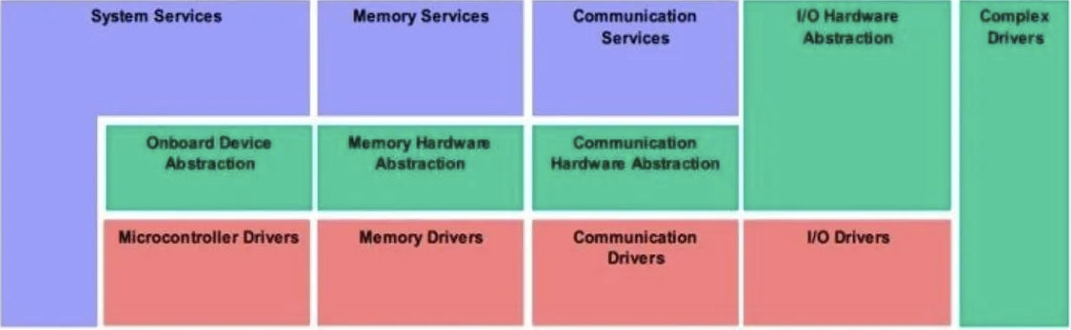 System Services
Memory Services
Communication
Services
I/O Hardware
Abstraction
Complex
Drivers
Onboard Device
Abstraction
Memory Hardware
Abstraction
Communication
Hardware Abstraction
Microcontroller Drivers
Memory Drivers
Communication
Drivers
I/O Drivers